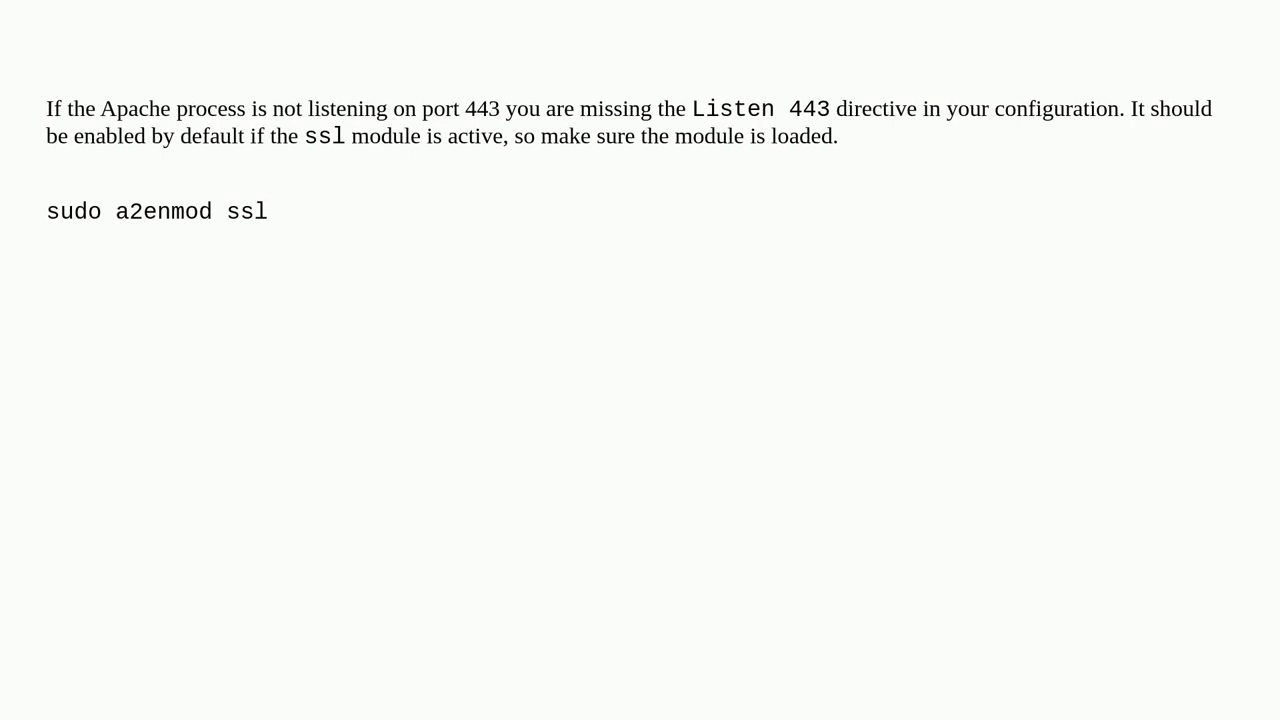 If the Apache process is not listening on port 443 you are missing the Listen 443 directive in your configuration. It should
be enabled by default if the ssl module is active, so make sure the module is loaded.
sudo a2enmod ssl